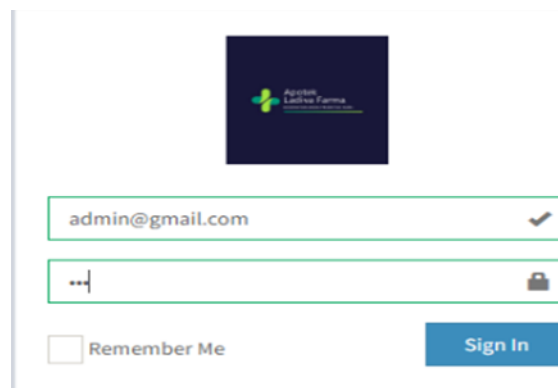 Apotek
Ladiva Farma
admin@gmail.com
•••
Remember Me
Sign In